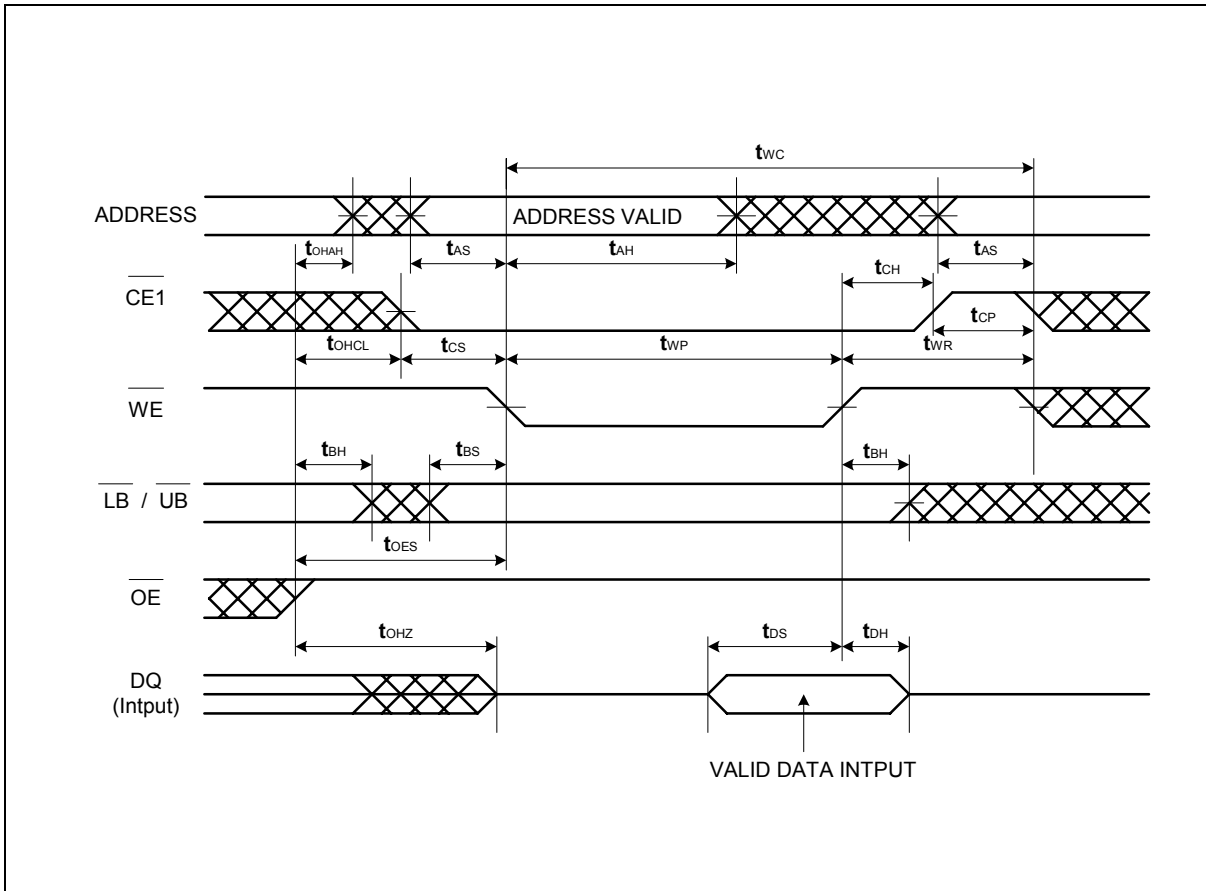 tWC
ADDRESS
ADDRESS VALID
tOHAH
tAS
tAH
tCH
tAS
CE1
tCP
tOHCL
tCS
tWP
tWR
WE
tBH
tBS
tBH
LB / UB
tOES
OE
tOHZ
tDS
tDH
DQ
(Intput)
VALID DATA INTPUT